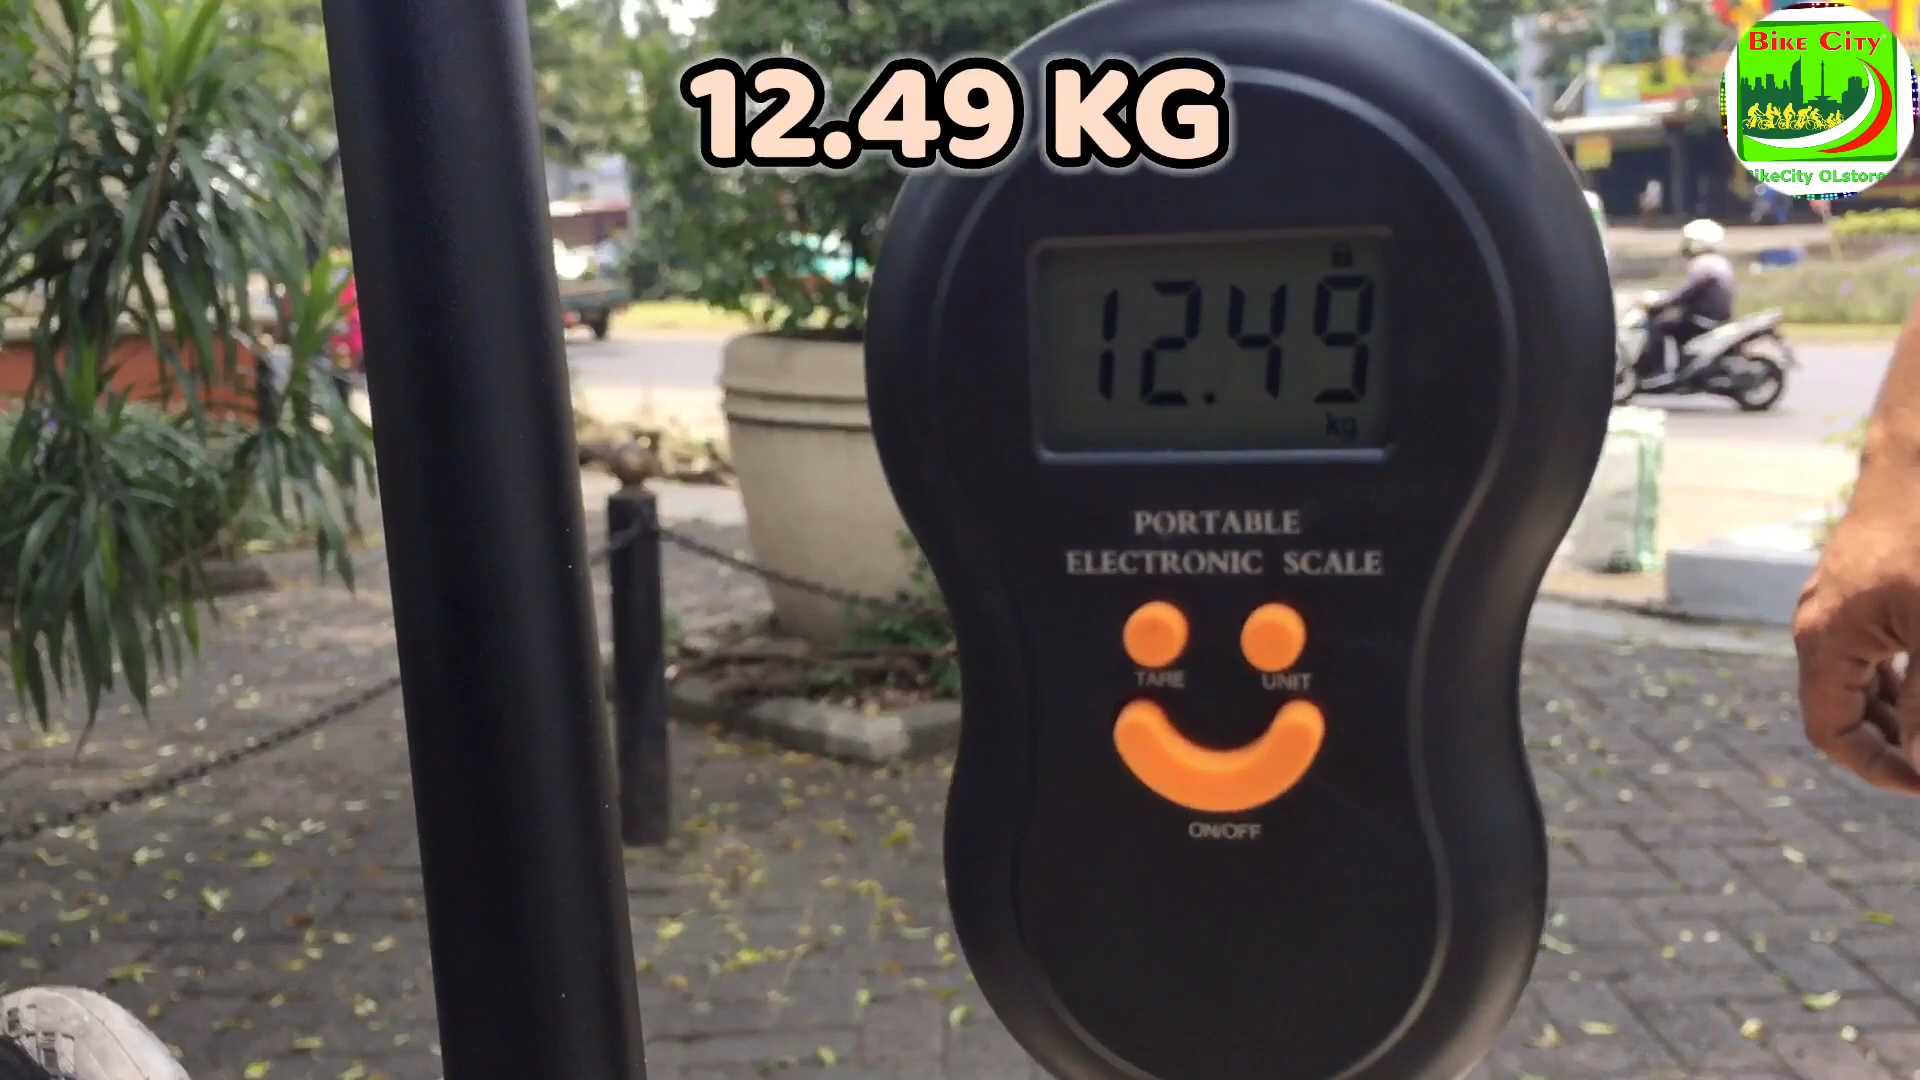 12.49 KG
BIKE CITY
BikeCity OLstore
12.49
kg
PORTABLE
ELECTRONIC SCALE
TARE UNIT
ON/OFF